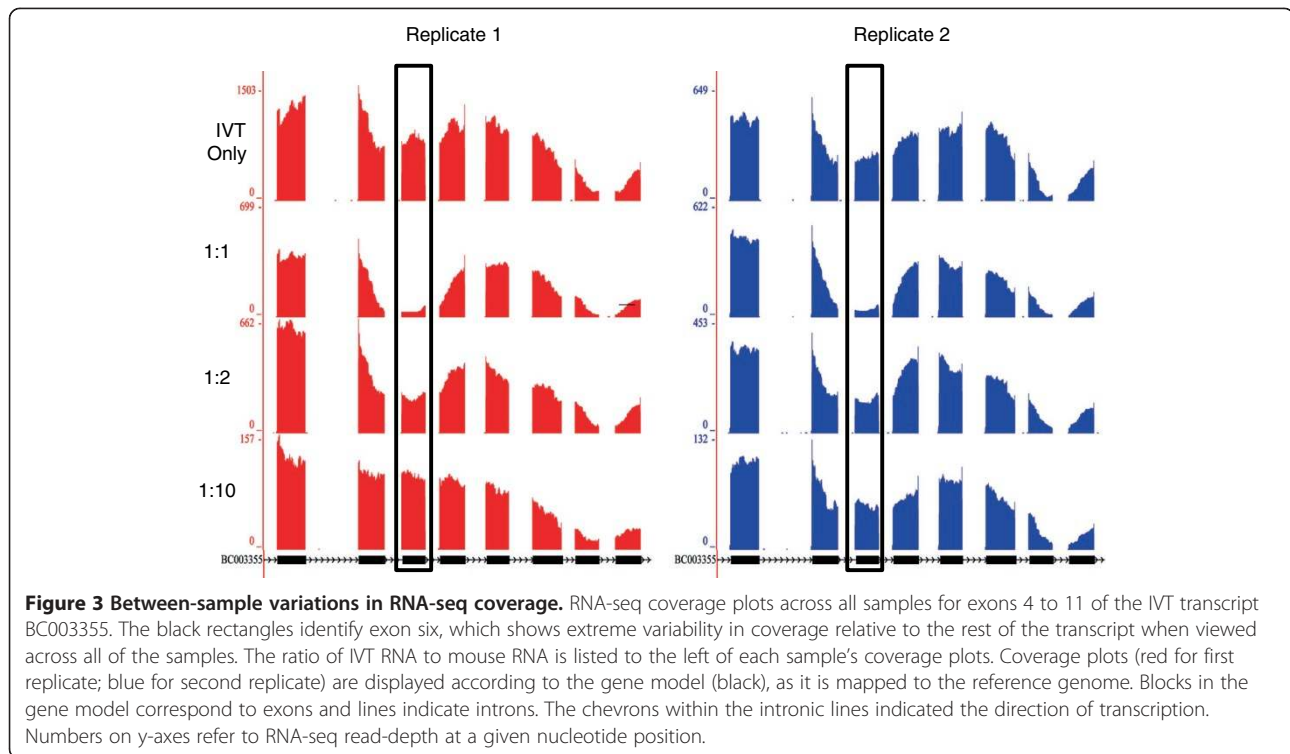 Replicate 1
Replicate 2
1503 -
IVT
Only
0 _
699 _
1:1
0 _
662 _
1:2
0 _
157 -
1:10
0 _
BC003355
649 -
0 _
622 _
0 _
453 _
0 _
132 -
0 _
BC003355
Figure 3 Between-sample variations in RNA-seq coverage. RNA-seq coverage plots across all samples for exons 4 to 11 of the IVT transcript
BC003355. The black rectangles identify exon six, which shows extreme variability in coverage relative to the rest of the transcript when viewed
across all of the samples. The ratio of IVT RNA to mouse RNA is listed to the left of each sample's coverage plots. Coverage plots (red for first
replicate; blue for second replicate) are displayed according to the gene model (black), as it is mapped to the reference genome. Blocks in the
gene model correspond to exons and lines indicate introns. The chevrons within the intronic lines indicated the direction of transcription.
Numbers on y-axes refer to RNA-seq read-depth at a given nucleotide position.